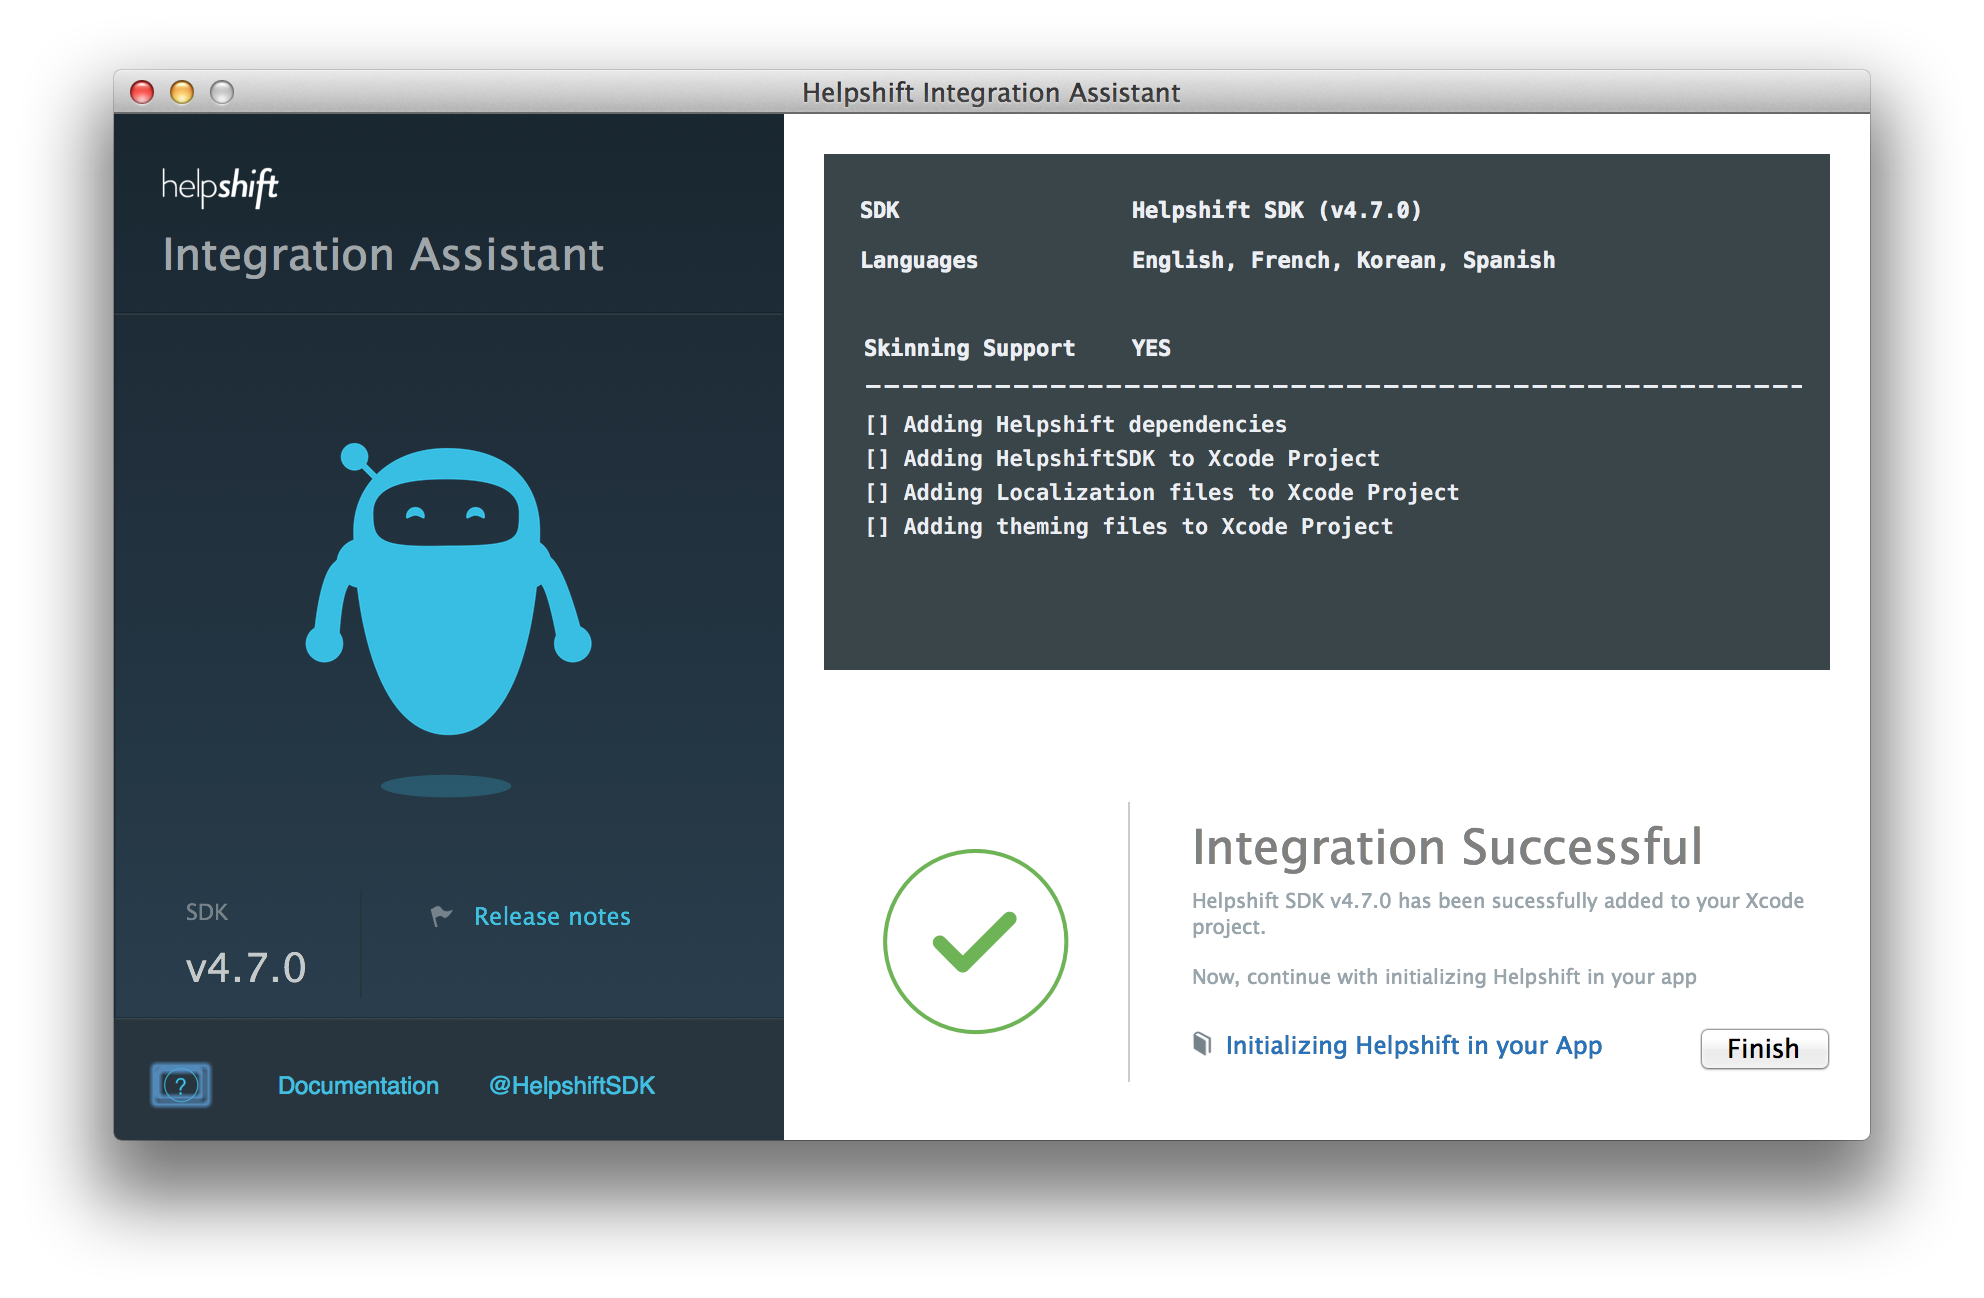 Helpshift Integration Assistant
helpshift
Integration Assistant
SDK
v4.7.0
Release notes
?
Documentation @HelpshiftSDK
SDK Helpshift SDK (v4.7.0)
Languages English, French, Korean, Spanish
Skinning Support YES
[] Adding Helpshift dependencies
[] Adding HelpshiftSDK to Xcode Project
[] Adding Localization files to Xcode Project
[] Adding theming files to Xcode Project
Integration Successful
Helpshift SDK v4.7.0 has been sucessfully added to your Xcode
project.
Now, continue with initializing Helpshift in your app
Initializing Helpshift in your App
Finish